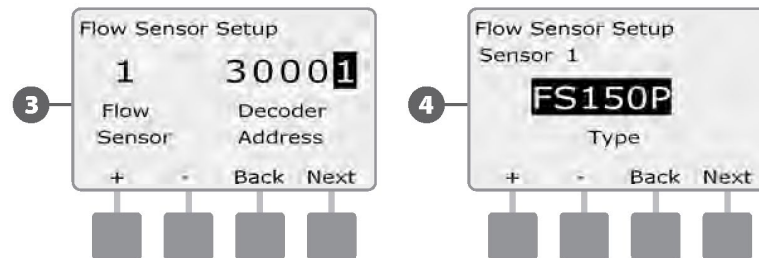 3
Flow Sensor Setup
1 30001
Flow Decoder
Sensor Address
+ - Back Next
4
Flow Sensor Setup
Sensor 1
FS150P
Type
+ - Back Next